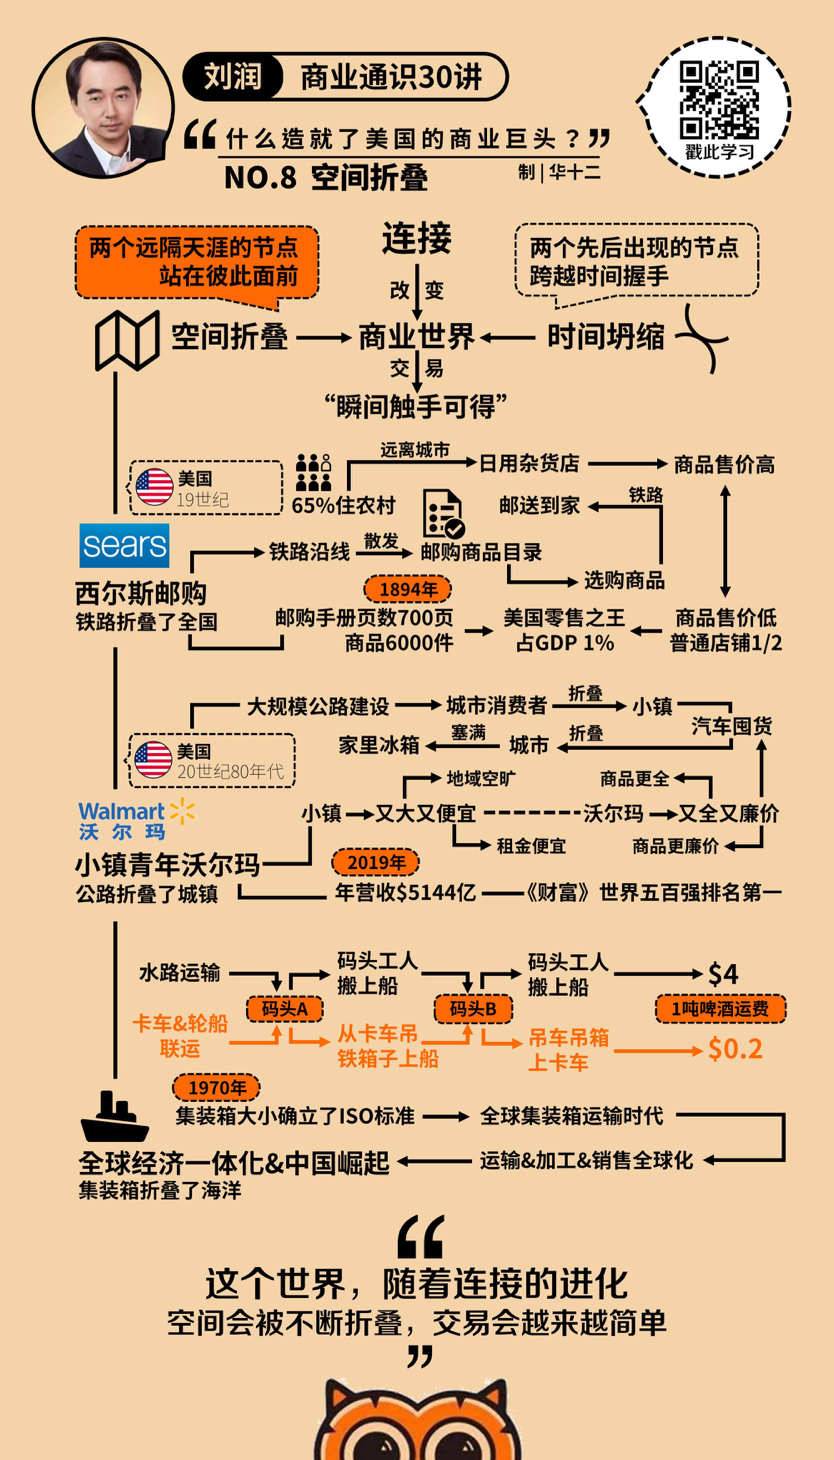 刘润 商业通识30讲
“什么造就了美国的商业巨头？”
NO.8 空间折叠
制|华十二
戳此学习
两个远隔天涯的节点
站在彼此面前
连接
两个先后出现的节点
跨越时间握手
改 变
空间折叠 商业世界 时间坍缩
交 易
“瞬间触手可得”
美国
19世纪
65%住农村
远离城市
日用杂货店
商品售价高
sears
西尔斯邮购
铁路折叠了全国
铁路沿线
散发
邮购商品目录
选购商品
铁路
邮送到家
1894年
邮购手册页数700页
商品6000件
美国零售之王
占GDP 1%
商品售价低
普通店铺1/2
大规模公路建设
城市消费者
折叠
小镇
汽车囤货
折叠
城市
塞满
家里冰箱
美国
20世纪80年代
Walmart
沃尔玛
小镇青年沃尔玛
公路折叠了城镇
地域空旷
商品更全
小镇
又大又便宜
沃尔玛
又全又廉价
租金便宜
商品更廉价
2019年
年营收$5144亿
《财富》世界五百强排名第一
水路运输
码头A
码头工人
搬上船
码头B
码头工人
搬上船
$4
1吨啤酒运费
卡车&轮船
联运
从卡车吊
铁箱子上船
吊车吊箱
上卡车
$0.2
1970年
集装箱大小确立了ISO标准
全球集装箱运输时代
全球经济一体化&中国崛起
运输&加工&销售全球化
集装箱折叠了海洋
“
这个世界，随着连接的进化
空间会被不断折叠，交易会越来越简单
”